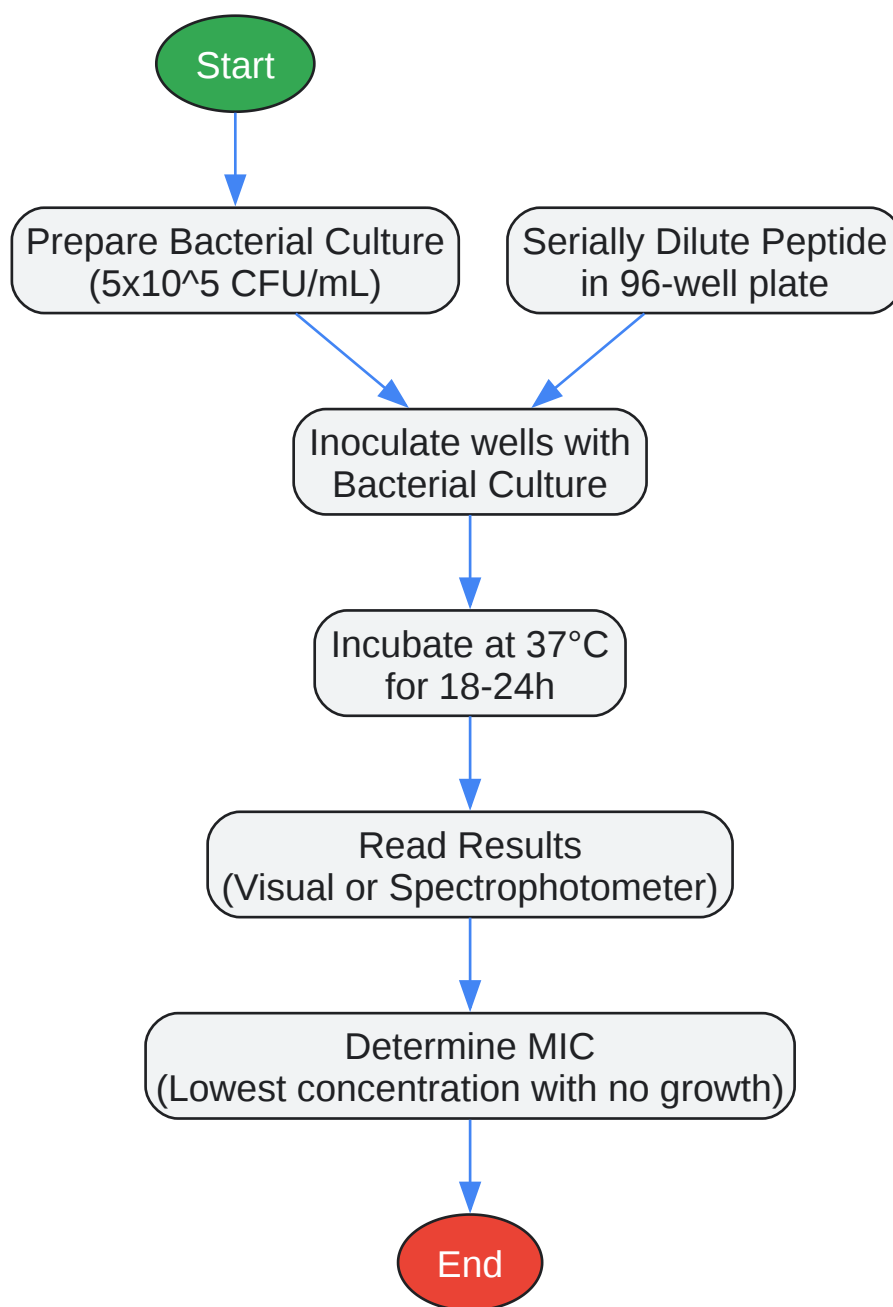 Start
Prepare Bacterial Culture
(5x10^5 CFU/mL)
Serially Dilute Peptide
in 96-well plate
Inoculate wells with
Bacterial Culture
Incubate at 37°C
for 18-24h
Read Results
(Visual or Spectrophotometer)
Determine MIC
(Lowest concentration with no growth)
End